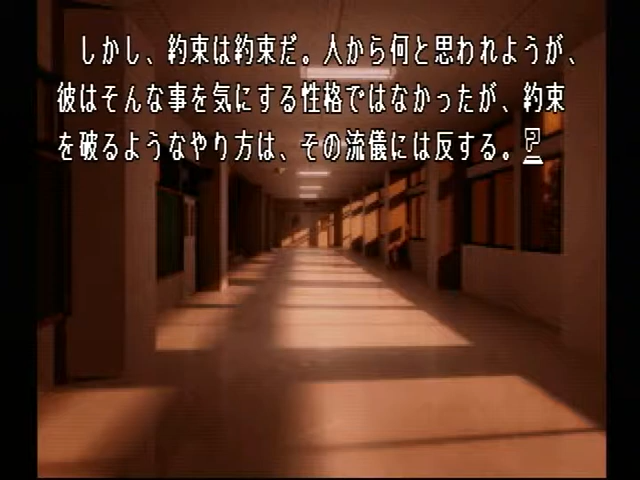 しかし、約束は約束だ。人から何と思われようが、
彼はそんな事を気にする性格ではなかったが、約束
を破るようなやり方は、その流儀には反する。